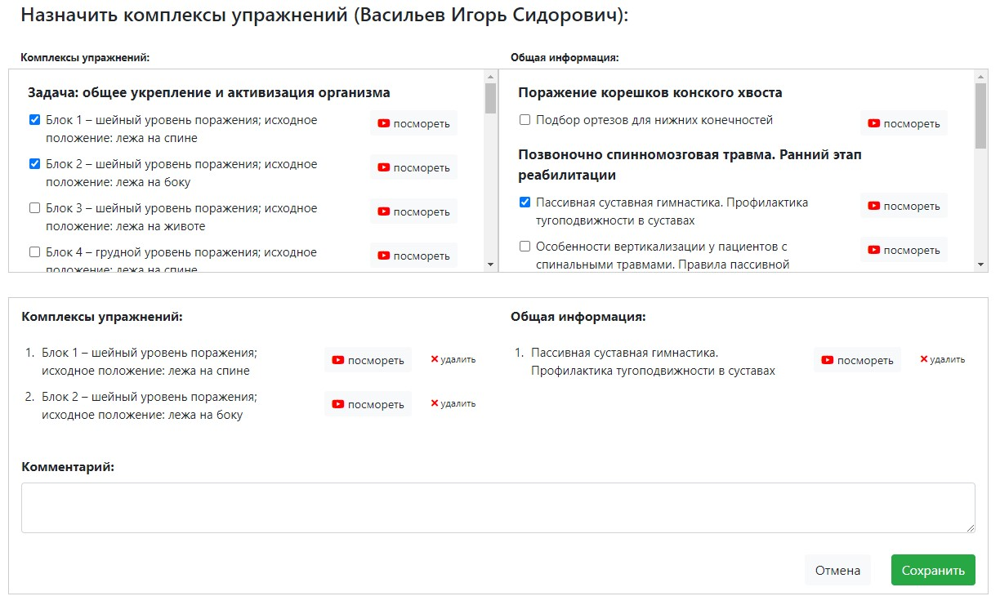 Назначить комплексы упражнений (Васильев Игорь Сидорович):
Комплексы упражнений:
Задача: общее укрепление и активизация организма
Блок 1 – шейный уровень поражения; исходное
положение: лежа на спине
посмореть
Блок 2 – шейный уровень поражения; исходное
положение: лежа на боку
посмореть
Блок 3 – шейный уровень поражения; исходное
положение: лежа на животе
посмореть
Блок 4 – грудной уровень поражения; исходное
положение: лежа на спине
посмореть
Общая информация:
Поражение корешков конского хвоста
Подбор ортезов для нижних конечностей
посмореть
Позвоночно спинномозговая травма. Ранний этап
реабилитации
Пассивная суставная гимнастика. Профилактика
тугоподвижности в суставах
посмореть
Особенности вертикализации у пациентов с
спинальными травмами. Правила пассивной
посмореть
Комплексы упражнений:
1. Блок 1 – шейный уровень поражения;
исходное положение: лежа на спине
посмореть
удалить
2. Блок 2 – шейный уровень поражения;
исходное положение: лежа на боку
посмореть
удалить
Общая информация:
1. Пассивная суставная гимнастика.
Профилактика тугоподвижности в суставах
посмореть
удалить
Комментарий:
Отмена
Сохранить